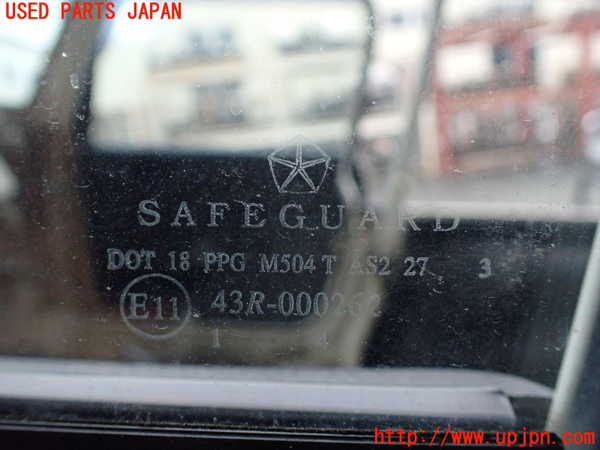 USED PARTS JAPAN
SAFEGUARD
DOT 18 PPG M504 T AS2 27 3
E11 43R-000262
1 4
http://www.upjpn.com/